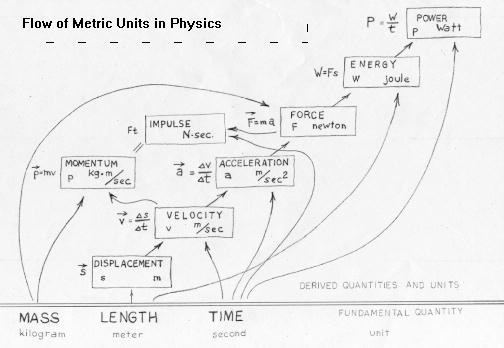 Flow of Metric Units in Physics
P = W/t
POWER
P Watt
W=Fs
ENERGY
W joule
F⃗=ma
FORCE
F newton
Ft
IMPULSE
N-sec.
p⃗=mv
MOMENTUM
p kg·m/sec
a⃗ = Δv/Δt
ACCELERATION
a m/sec²
v⃗ = Δs/Δt
VELOCITY
v m/sec
s⃗
DISPLACEMENT
s m
DERIVED QUANTITIES AND UNITS
MASS LENGTH TIME FUNDAMENTAL QUANTITY
kilogram meter second unit